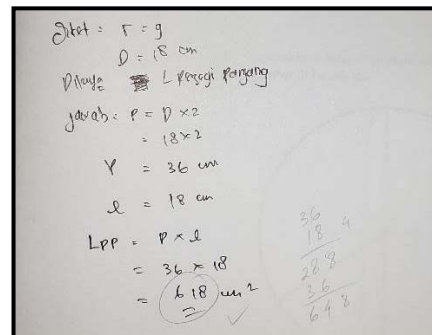 Diket = r = 9
D = 18 cm
Ditanya = L persegi panjang
Jawab = P = D × 2
= 18 × 2
P = 36 cm
l = 18 cm
LPP = P × l
= 36 × 18
= 618 cm²
36
18
288
36
648